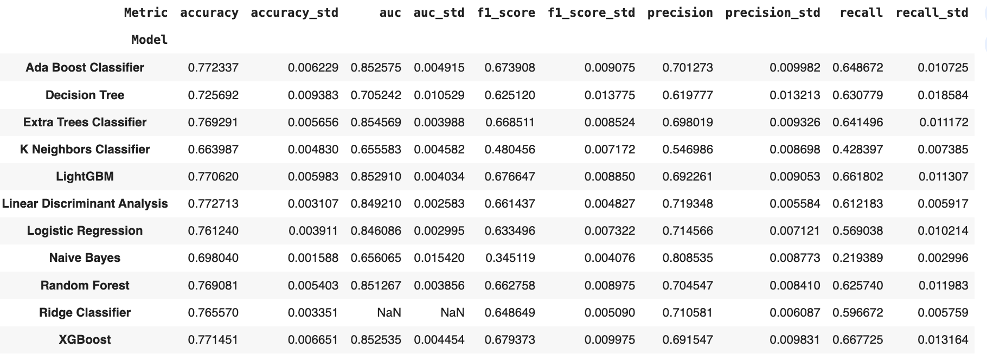 Metric accuracy accuracy_std auc auc_std f1_score f1_score_std precision precision_std recall recall_std
Model
Ada Boost Classifier 0.772337 0.006229 0.852575 0.004915 0.673908 0.009075 0.701273 0.009982 0.648672 0.010725
Decision Tree 0.725692 0.009383 0.705242 0.010529 0.625120 0.013775 0.619777 0.013213 0.630779 0.018584
Extra Trees Classifier 0.769291 0.005656 0.854569 0.003988 0.668511 0.008524 0.698019 0.009326 0.641496 0.011172
K Neighbors Classifier 0.663987 0.004830 0.655583 0.004582 0.480456 0.007172 0.546986 0.008698 0.428397 0.007385
LightGBM 0.770620 0.005983 0.852910 0.004034 0.676647 0.008850 0.692261 0.009053 0.661802 0.011307
Linear Discriminant Analysis 0.772713 0.003107 0.849210 0.002583 0.661437 0.004827 0.719348 0.005584 0.612183 0.005917
Logistic Regression 0.761240 0.003911 0.846086 0.002995 0.633496 0.007322 0.714566 0.007121 0.569038 0.010214
Naive Bayes 0.698040 0.001588 0.656065 0.015420 0.345119 0.004076 0.808535 0.008773 0.219389 0.002996
Random Forest 0.769081 0.005403 0.851267 0.003856 0.662758 0.008975 0.704547 0.008410 0.625740 0.011983
Ridge Classifier 0.765570 0.003351 NaN NaN 0.648649 0.005090 0.710581 0.006087 0.596672 0.005759
XGBoost 0.771451 0.006651 0.852535 0.004454 0.679373 0.009975 0.691547 0.009831 0.667725 0.013164